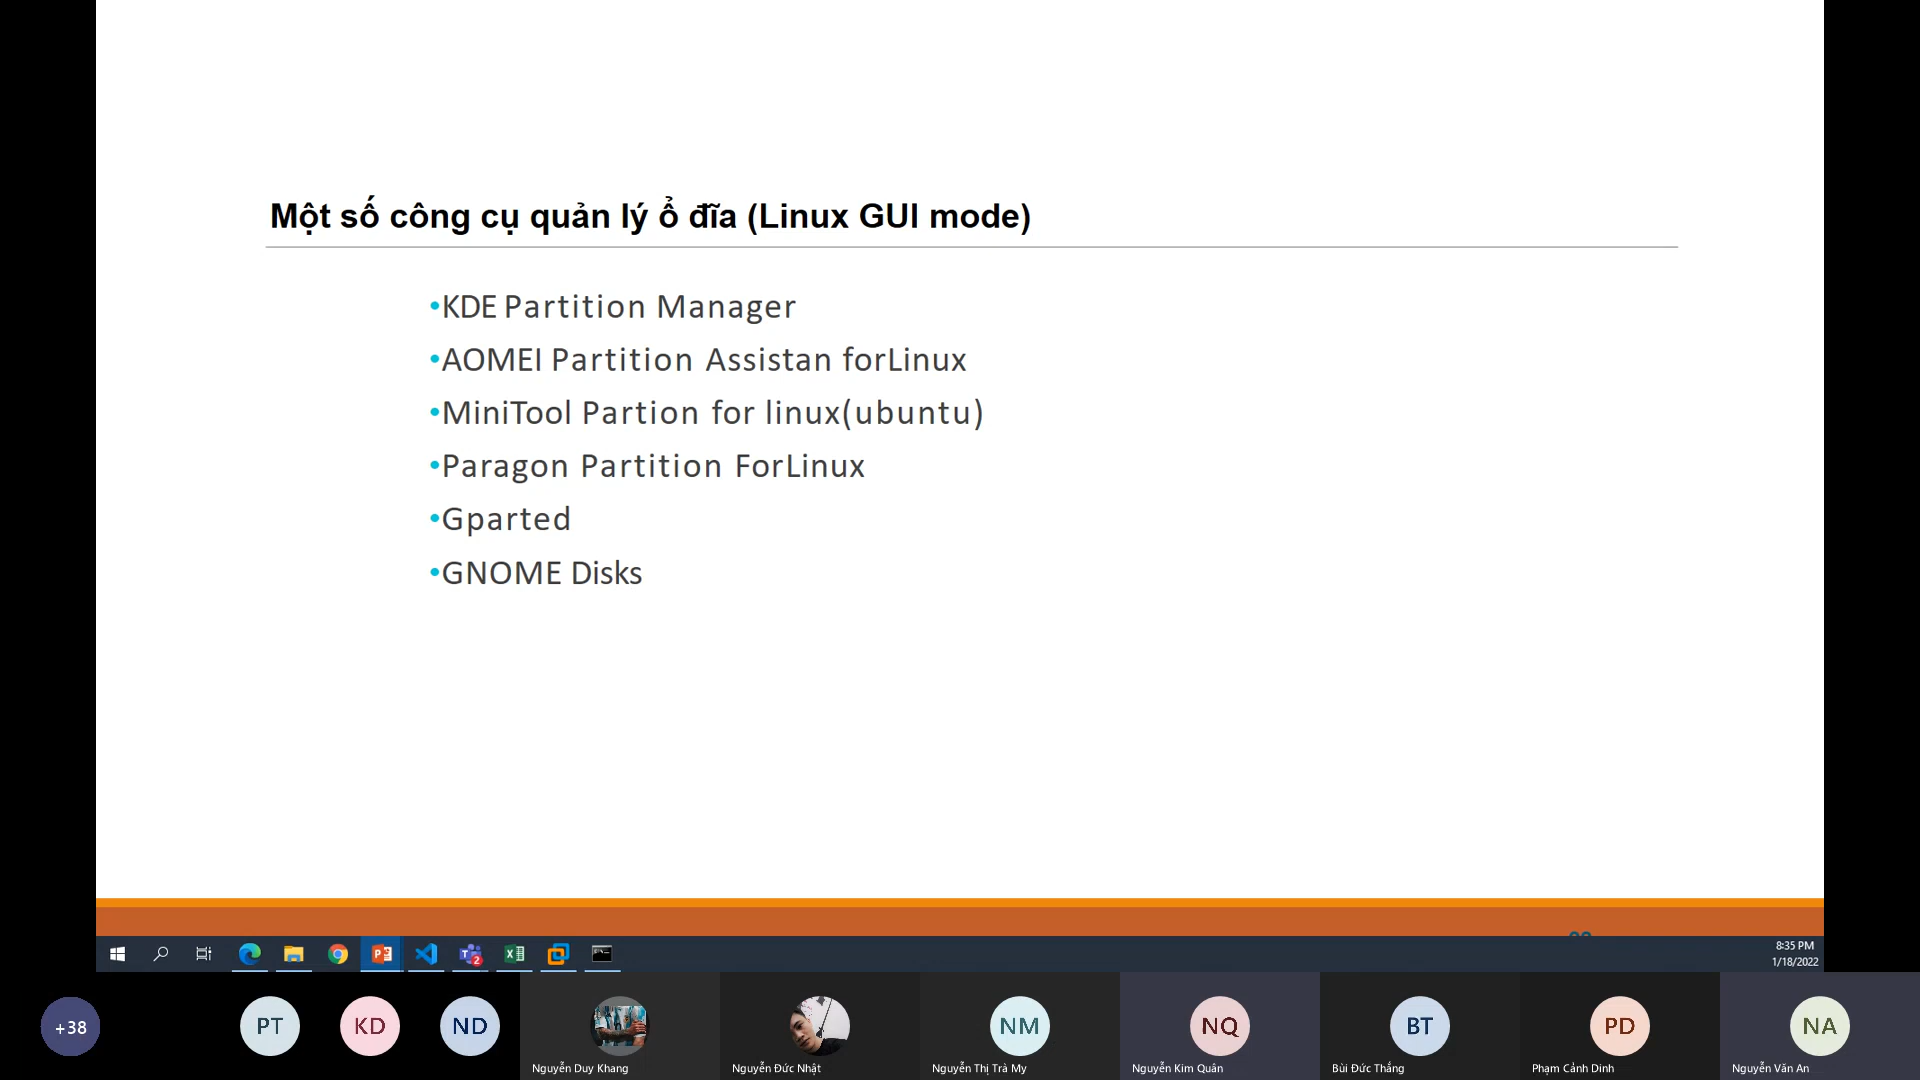 Một số công cụ quản lý ổ đĩa (Linux GUI mode)
•KDE Partition Manager
•AOMEI Partition Assistan forLinux
•MiniTool Partion for linux(ubuntu)
•Paragon Partition ForLinux
•Gparted
•GNOME Disks
8:35 PM
1/18/2022
+38
PT
KD
ND
NM
NQ
BT
PD
NA
Nguyễn Duy Khang
Nguyễn Đức Nhật
Nguyễn Thị Trà My
Nguyễn Kim Quân
Bùi Đức Thắng
Phạm Cảnh Dinh
Nguyễn Văn An